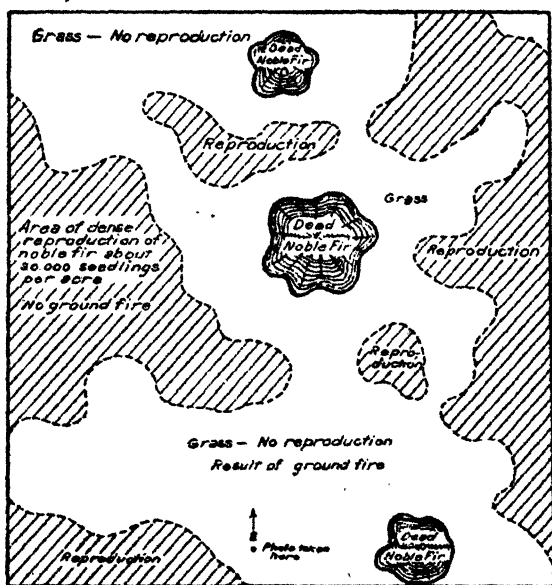 Grass — No reproduction
Dead
Noble Fir
Reproduction
Grass
Dead
Noble Fir
Area of dense
reproduction of
noble fir about
30.000 seedlings
per acre
No ground fire
Reproduction
Repro-
duction
Grass — No reproduction
Result of ground fire
Photo taken
here
Dead
Noble Fir
Reproduction